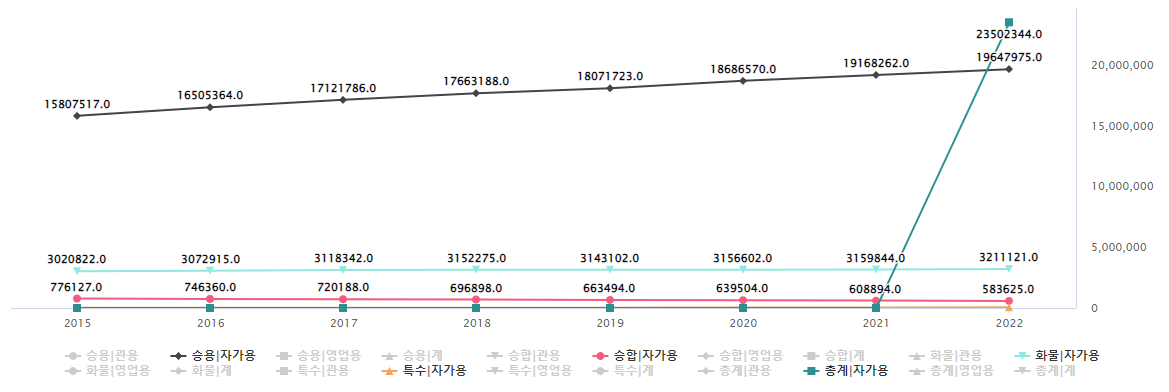 23502344.0
20,000,000
15807517.0 16505364.0 17121786.0 17663188.0 18071723.0 18686570.0 19168262.0 19647975.0
15,000,000
10,000,000
5,000,000
3020822.0 3072915.0 3118342.0 3152275.0 3143102.0 3156602.0 3159844.0 3211121.0
776127.0 746360.0 720188.0 696898.0 663494.0 639504.0 608894.0 583625.0
0
2015 2016 2017 2018 2019 2020 2021 2022
승용|관용 승용|자가용 승용|영업용 승용|계 승합|관용 승합|자가용 승합|영업용 승합|계 화물|관용 화물|자가용
화물|영업용 화물|계 특수|관용 특수|자가용 특수|영업용 특수|계 총계|관용 총계|자가용 총계|영업용 총계|계